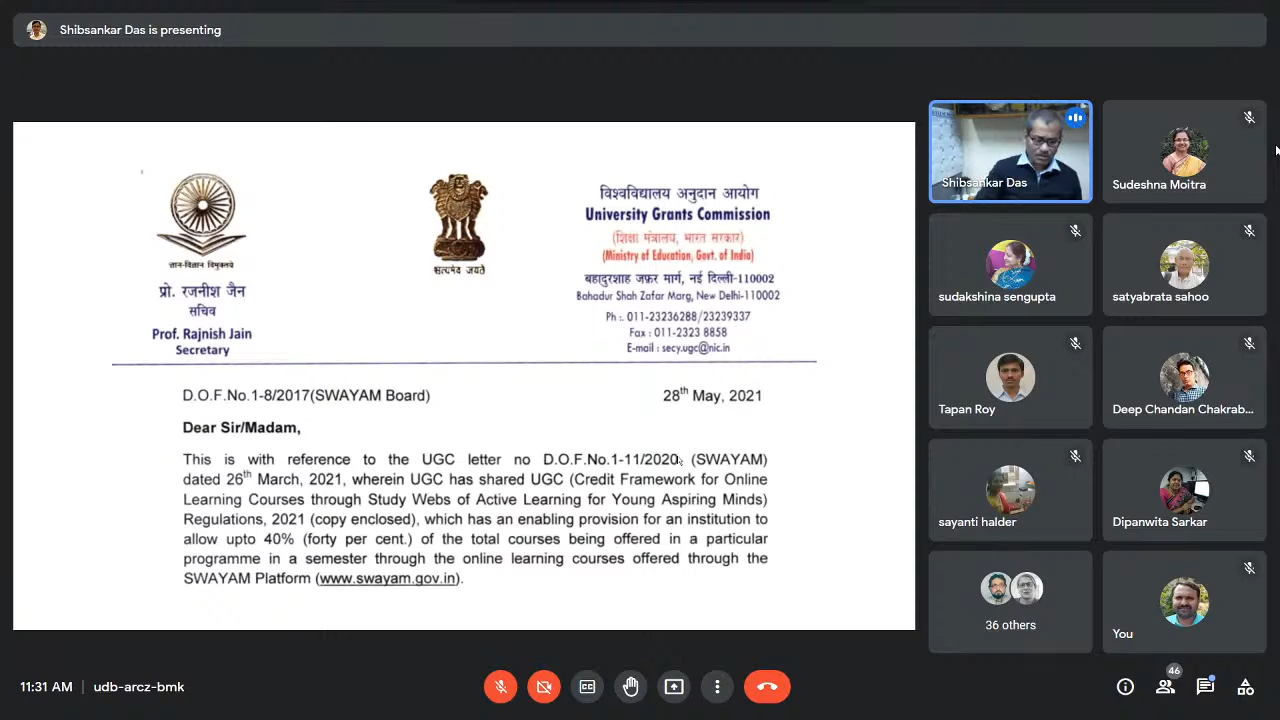 Shibsankar Das is presenting
ज्ञान-विज्ञान विमुक्तये
प्रो. रजनीश जैन
सचिव
Prof. Rajnish Jain
Secretary
सत्यमेव जयते
विश्वविद्यालय अनुदान आयोग
University Grants Commission
(शिक्षा मंत्रालय, भारत सरकार)
(Ministry of Education, Govt. of India)
बहादुरशाह जफ़र मार्ग, नई दिल्ली-110002
Bahadur Shah Zafar Marg, New Delhi-110002
Ph :. 011-23236288/23239337
Fax : 011-2323 8858
E-mail : secy.ugc@nic.in
D.O.F.No.1-8/2017(SWAYAM Board) 28th May, 2021
Dear Sir/Madam,
This is with reference to the UGC letter no D.O.F.No.1-11/2020 (SWAYAM)
dated 26th March, 2021, wherein UGC has shared UGC (Credit Framework for Online
Learning Courses through Study Webs of Active Learning for Young Aspiring Minds)
Regulations, 2021 (copy enclosed), which has an enabling provision for an institution to
allow upto 40% (forty per cent.) of the total courses being offered in a particular
programme in a semester through the online learning courses offered through the
SWAYAM Platform (www.swayam.gov.in).
Shibsankar Das
Sudeshna Moitra
sudakshina sengupta
satyabrata sahoo
Tapan Roy
Deep Chandan Chakrab...
sayanti halder
Dipanwita Sarkar
36 others
You
11:31 AM | udb-arcz-bmk
46